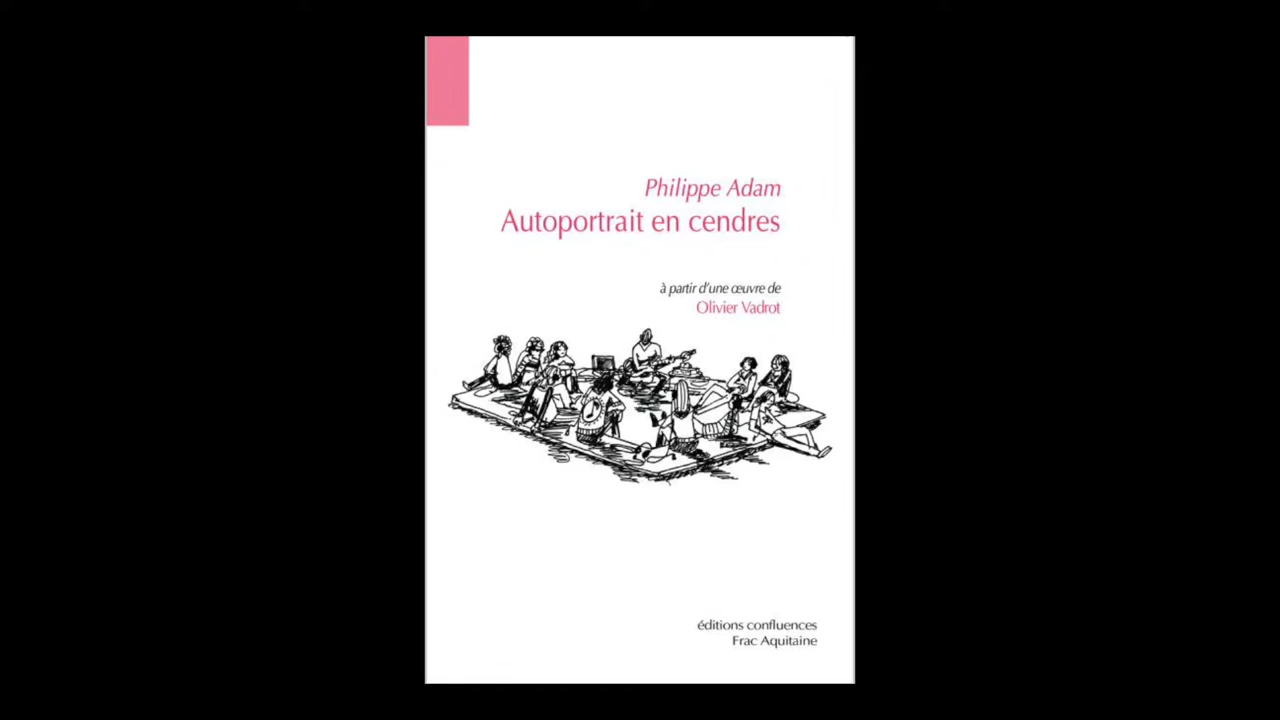 Philippe Adam
Autoportrait en cendres
à partir d'une œuvre de
Olivier Vadrot
éditions confluences
Frac Aquitaine